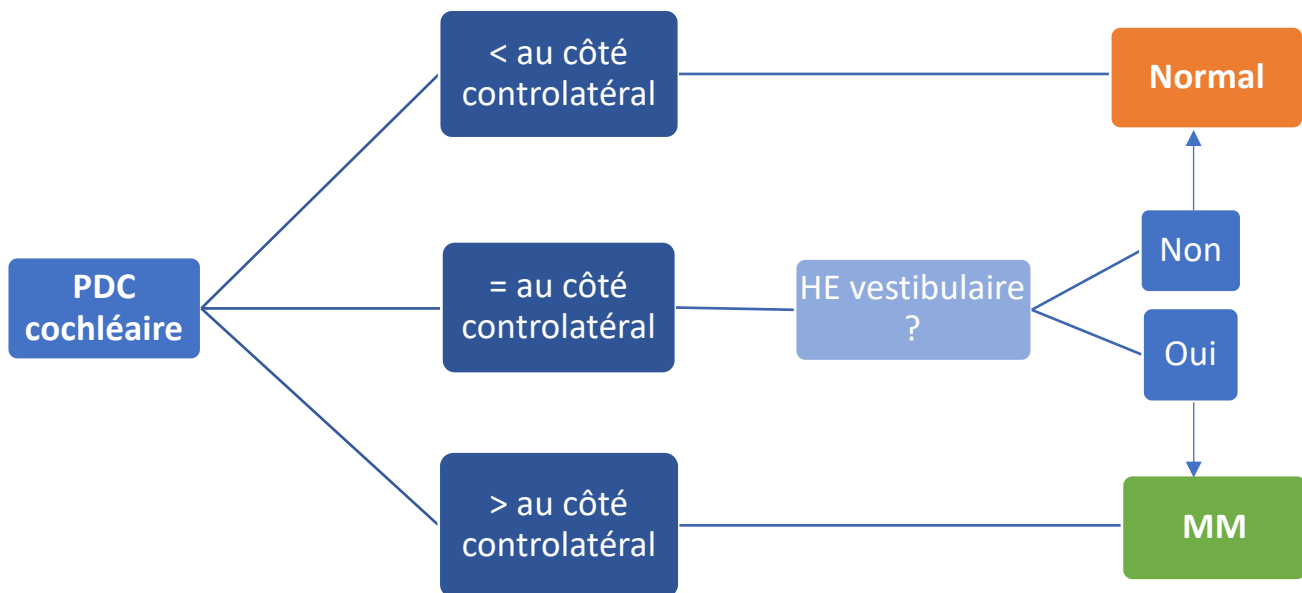 < au côté
controlatéral
Normal
PDC
cochléaire
= au côté
controlatéral
HE vestibulaire
?
Non
Oui
> au côté
controlatéral
MM